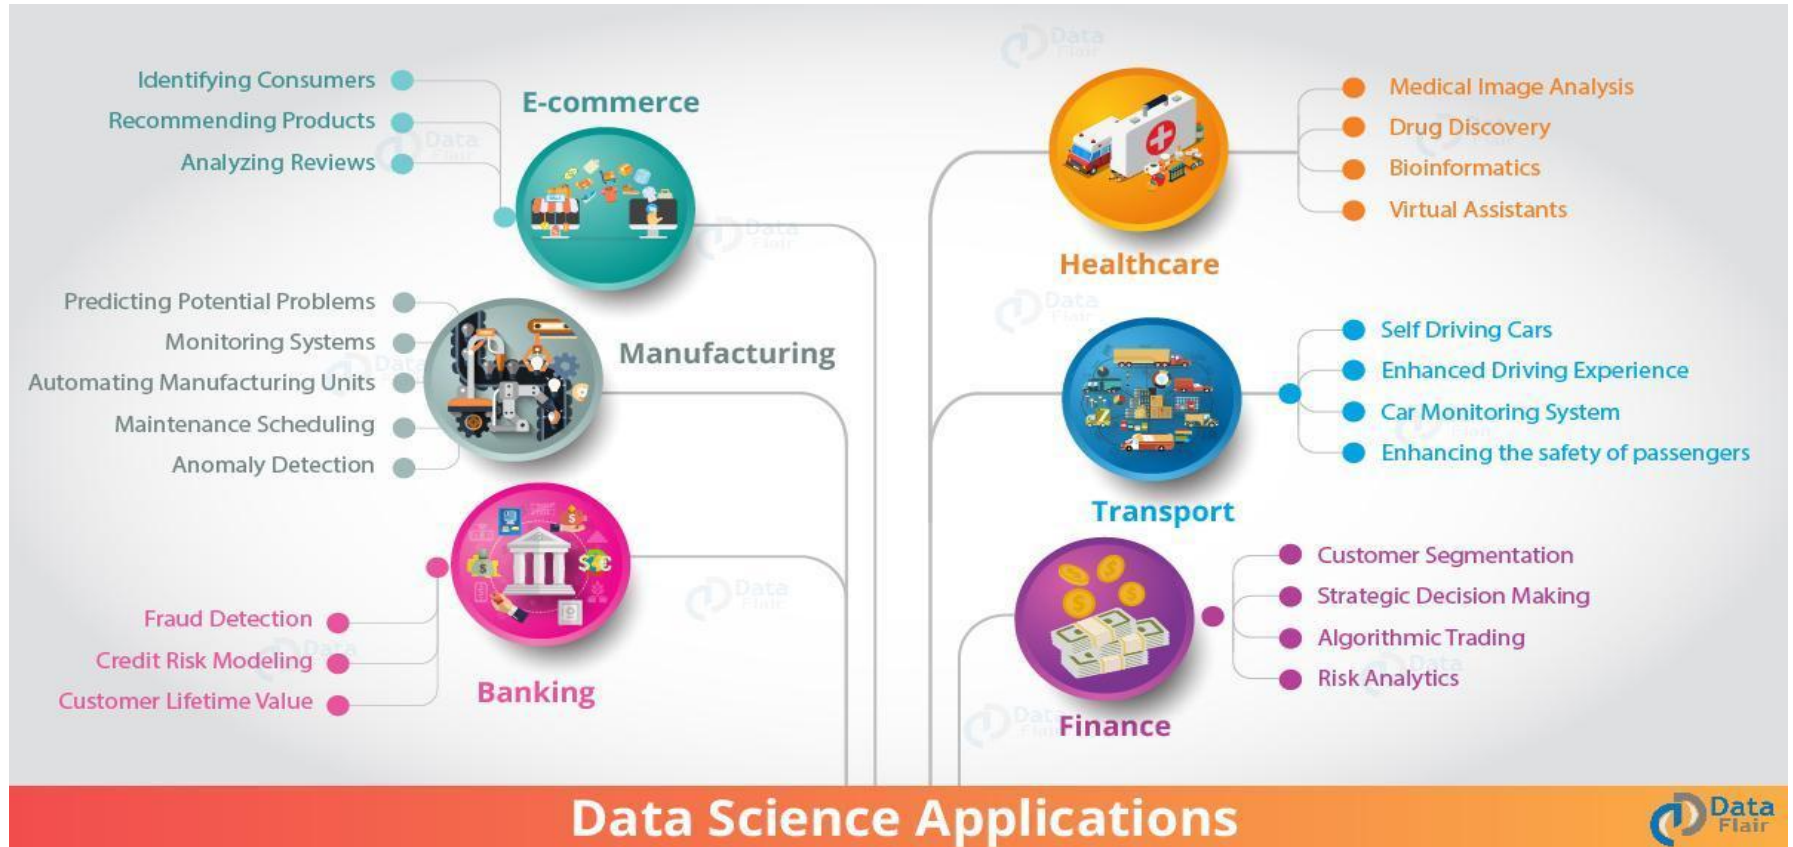 E-commerce
Identifying Consumers
Recommending Products
Analyzing Reviews
Manufacturing
Predicting Potential Problems
Monitoring Systems
Automating Manufacturing Units
Maintenance Scheduling
Anomaly Detection
Banking
Fraud Detection
Credit Risk Modeling
Customer Lifetime Value
Healthcare
Medical Image Analysis
Drug Discovery
Bioinformatics
Virtual Assistants
Transport
Self Driving Cars
Enhanced Driving Experience
Car Monitoring System
Enhancing the safety of passengers
Finance
Customer Segmentation
Strategic Decision Making
Algorithmic Trading
Risk Analytics
Data Science Applications
Data
Flair